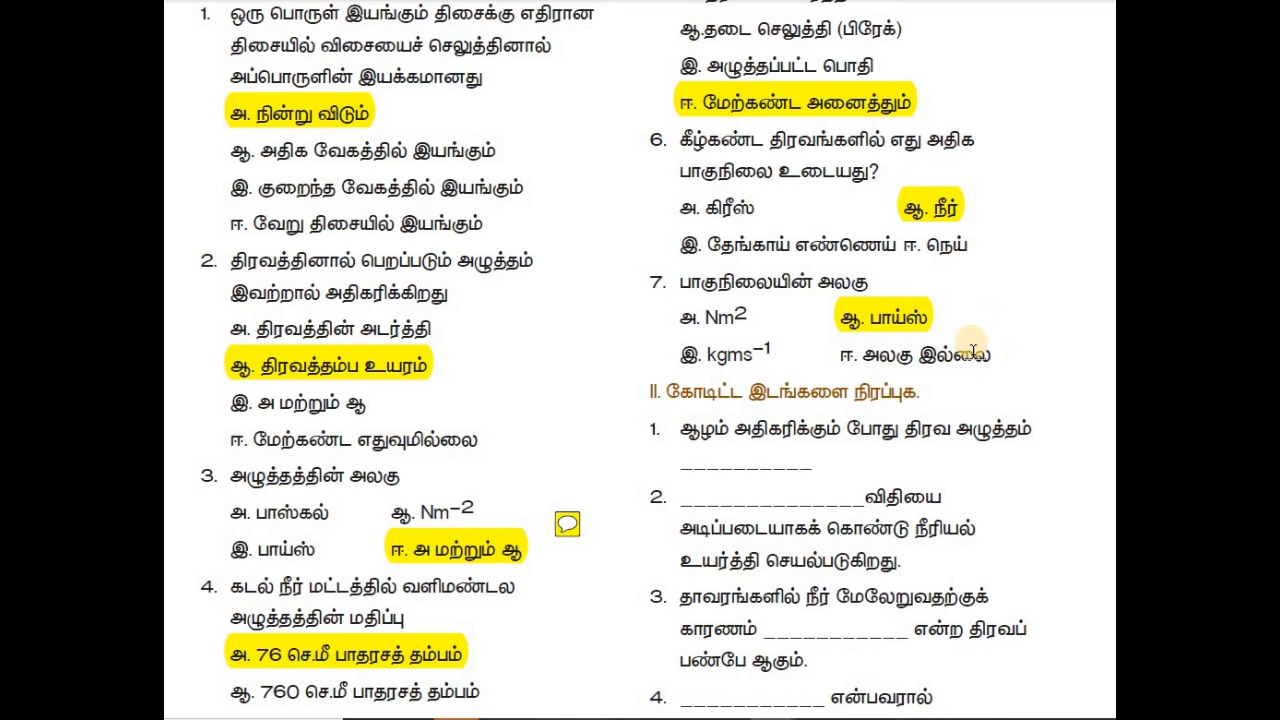 1. ஒரு பொருள் இயங்கும் திசைக்கு எதிரான
திசையில் விசையைச் செலுத்தினால்
அப்பொருளின் இயக்கமானது
அ. நின்று விடும்
ஆ. அதிக வேகத்தில் இயங்கும்
இ. குறைந்த வேகத்தில் இயங்கும்
ஈ. வேறு திசையில் இயங்கும்
2. திரவத்தினால் பெறப்படும் அழுத்தம்
இவற்றால் அதிகரிக்கிறது
அ. திரவத்தின் அடர்த்தி
ஆ. திரவத்தம்ப உயரம்
இ. அ மற்றும் ஆ
ஈ. மேற்கண்ட எதுவுமில்லை
3. அழுத்தத்தின் அலகு
அ. பாஸ்கல் ஆ. Nm⁻²
இ. பாய்ஸ் ஈ. அ மற்றும் ஆ
4. கடல் நீர் மட்டத்தில் வளிமண்டல
அழுத்தத்தின் மதிப்பு
அ. 76 செ.மீ பாதரசத் தம்பம்
ஆ. 760 செ.மீ பாதரசத் தம்பம்
ஆ.தடை செலுத்தி (பிரேக்)
இ. அழுத்தப்பட்ட பொதி
ஈ. மேற்கண்ட அனைத்தும்
6. கீழ்கண்ட திரவங்களில் எது அதிக
பாகுநிலை உடையது?
அ. கிரீஸ் ஆ. நீர்
இ. தேங்காய் எண்ணெய் ஈ. நெய்
7. பாகுநிலையின் அலகு
அ. Nm² ஆ. பாய்ஸ்
இ. kgms⁻¹ ஈ. அலகு இல்லை
II. கோடிட்ட இடங்களை நிரப்புக.
1. ஆழம் அதிகரிக்கும் போது திரவ அழுத்தம்
__________
2. ______________விதியை
அடிப்படையாகக் கொண்டு நீரியல்
உயர்த்தி செயல்படுகிறது.
3. தாவரங்களில் நீர் மேலேறுவதற்குக்
காரணம் ___________ என்ற திரவப்
பண்பே ஆகும்.
4. ___________ என்பவரால்